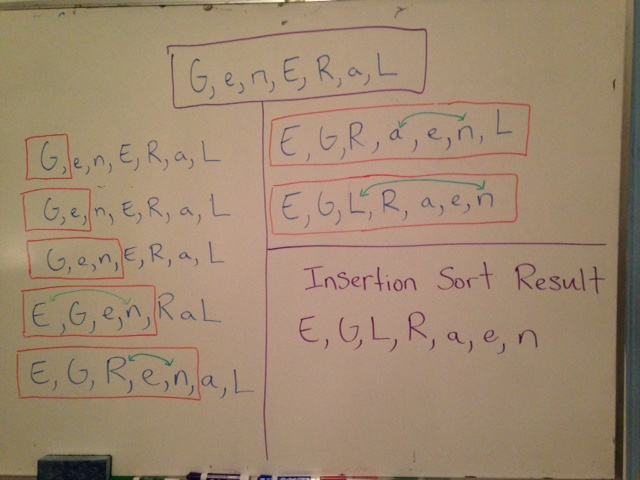 G, e, n, E, R, a, L
G, e, n, E, R, a, L
G, e, n, E, R, a, L
G, e, n, E, R, a, L
E, G, e, n, R a L
E, G, R, e, n, a, L
E, G, R, a, e, n, L
E, G, L, R, a, e, n
Insertion Sort Result
E, G, L, R, a, e, n